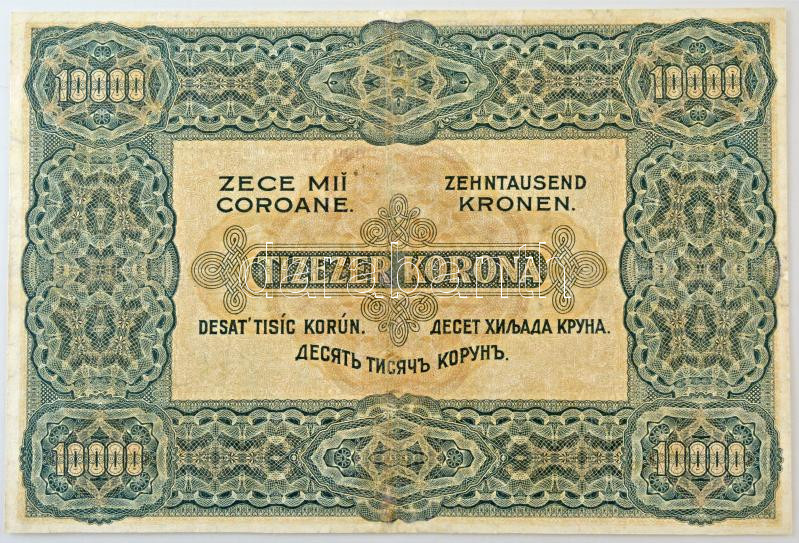 10000
10000
ZECE MII̦ COROANE.
ZEHNTAUSEND KRONEN.
TIZEZER KORONA
DESAT' TISÍC KORÚN.
ДЕСЕТ ХИЉАДА КРУНА.
ДЕСЯТЬ ТИСЯЧЪ КОРУНЪ.
10000
10000